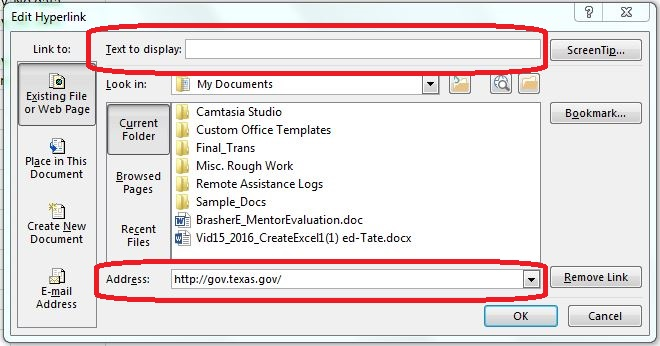 Edit Hyperlink
Link to:
Text to display:
ScreenTip...
Existing File
or Web Page
Look in:
My Documents
Place in This
Document
Create New
Document
E-mail
Address
Current
Folder
Browsed
Pages
Recent
Files
Camtasia Studio
Custom Office Templates
Final_Trans
Misc. Rough Work
Remote Assistance Logs
Sample_Docs
BrasherE_MentorEvaluation.doc
Vid15_2016_CreateExcel1(1) ed-Tate.docx
Bookmark...
Address:
http://gov.texas.gov/
Remove Link
OK
Cancel